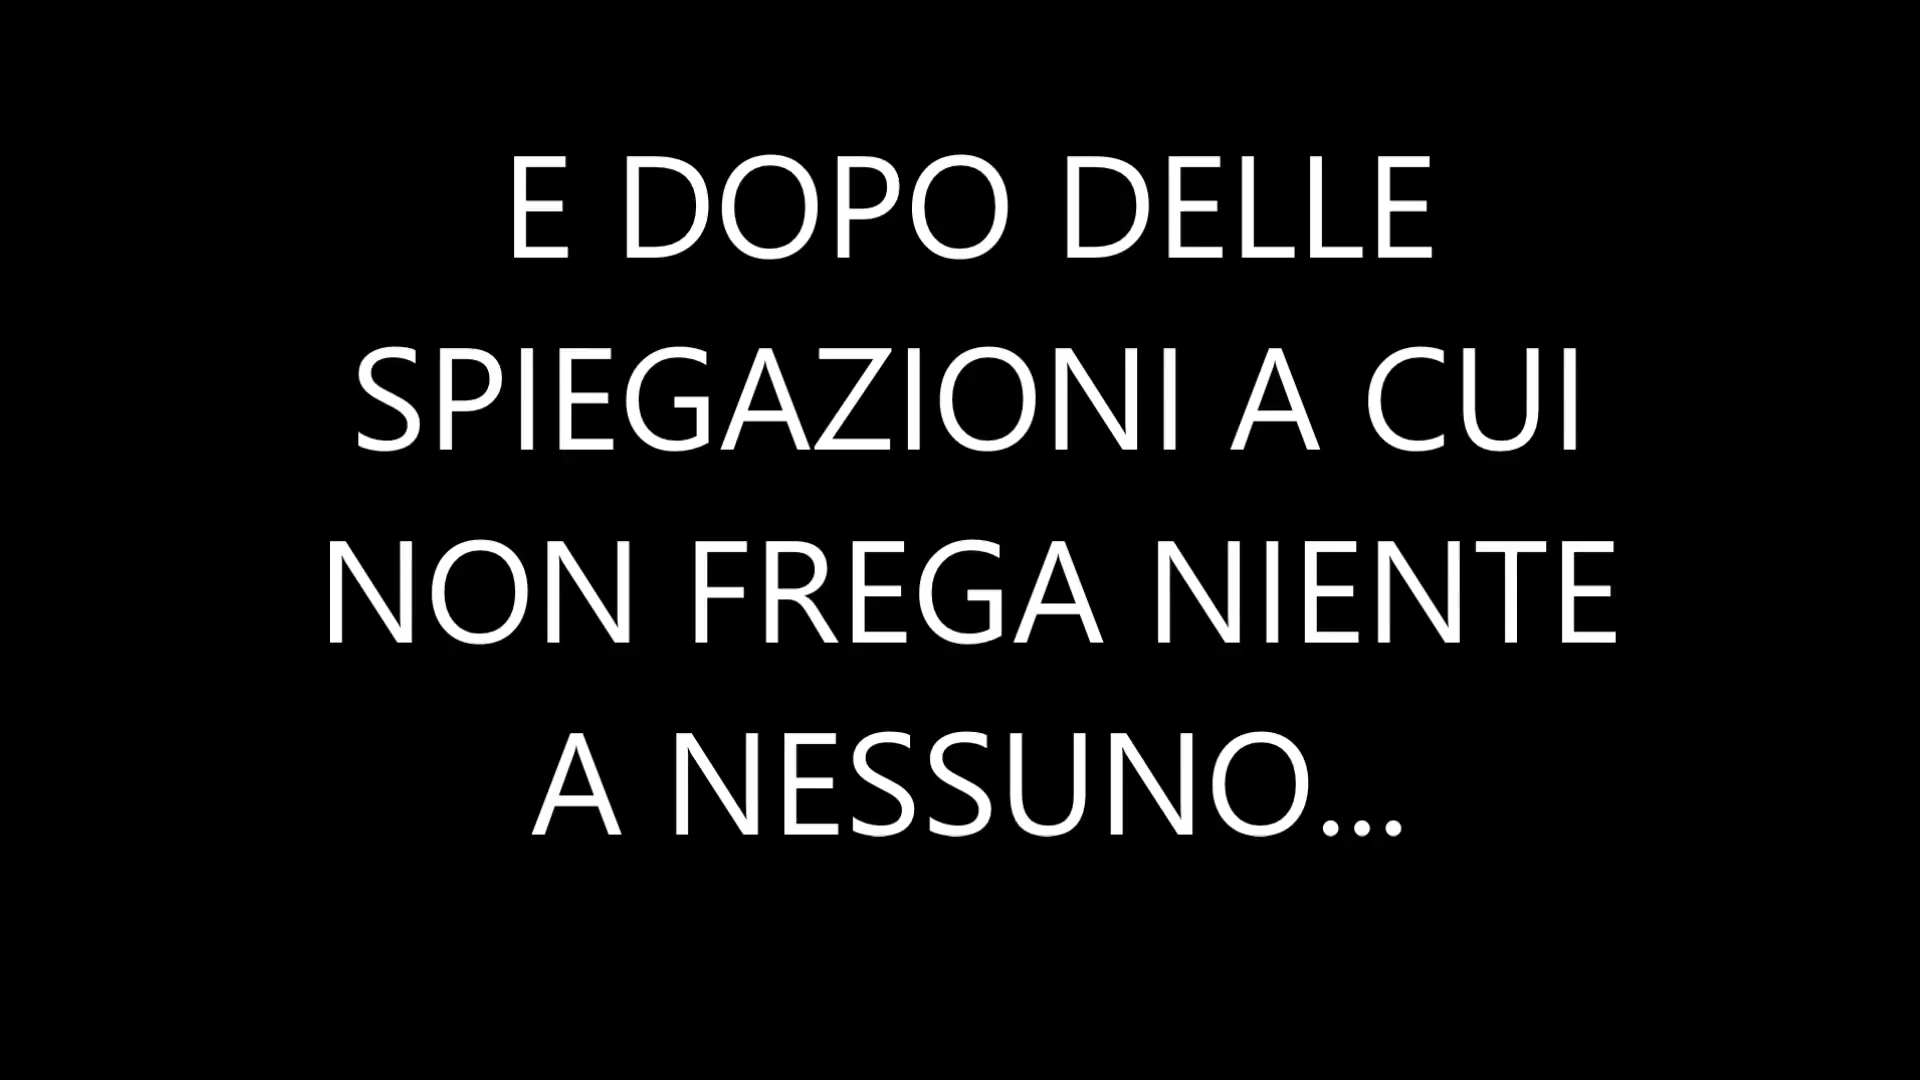 E DOPO DELLE
SPIEGAZIONI A CUI
NON FREGA NIENTE
A NESSUNO...